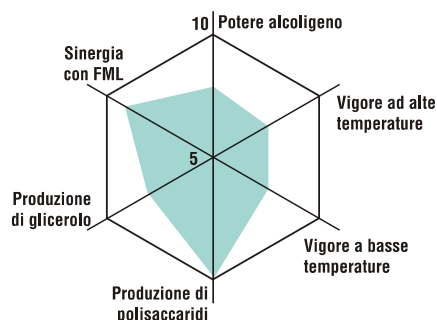 10
Potere alcoligeno
Sinergia
con FML
Vigore ad alte
temperature
5
Produzione
di glicerolo
Vigore a basse
temperature
Produzione di
polisaccaridi